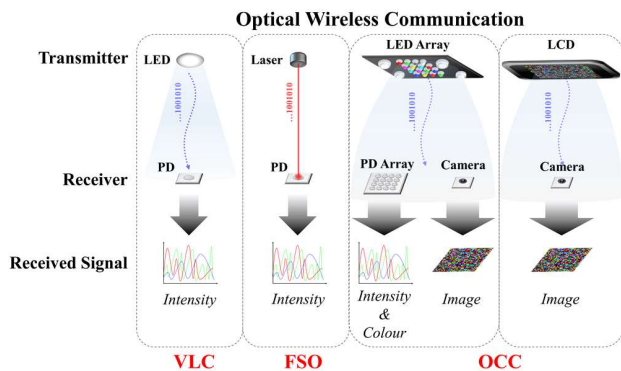 Optical Wireless Communication
Transmitter
LED
Laser
LED Array
LCD
...1001010
...1001010
...1001010
...1001010
Receiver
PD
PD
PD Array
Camera
Camera
Received Signal
Intensity
Intensity
Intensity
&
Colour
Image
Image
VLC
FSO
OCC